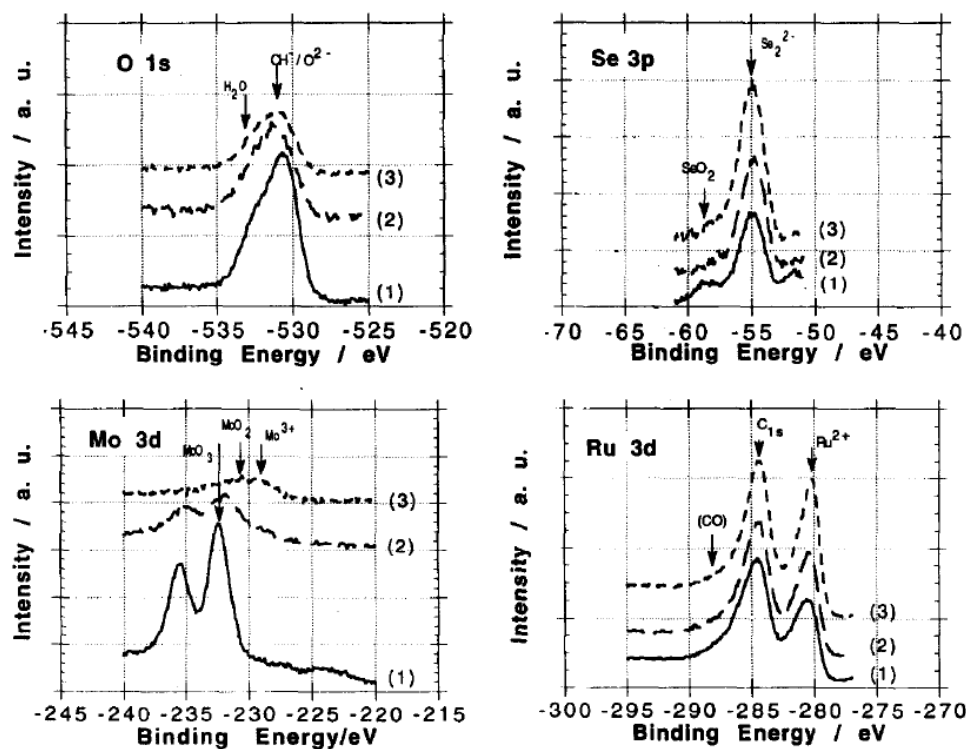 O 1s
OH⁻/O²⁻
H₂O
(3)
(2)
(1)
Intensity / a. u.
-545 -540 -535 -530 -525 -520
Binding Energy / eV
Se 3p
Se₂²⁻
SeO₂
(3)
(2)
(1)
Intensity / a. u.
-70 -65 -60 -55 -50 -45 -40
Binding Energy / eV
Mo 3d
MoO₃
MoO₂
Mo³⁺
(3)
(2)
(1)
Intensity / a. u.
-245 -240 -235 -230 -225 -220 -215
Binding Energy/eV
Ru 3d
C₁ₛ
Ru²⁺
(CO)
(3)
(2)
(1)
Intensity / a. u.
-300 -295 -290 -285 -280 -275 -270
Binding Energy / eV